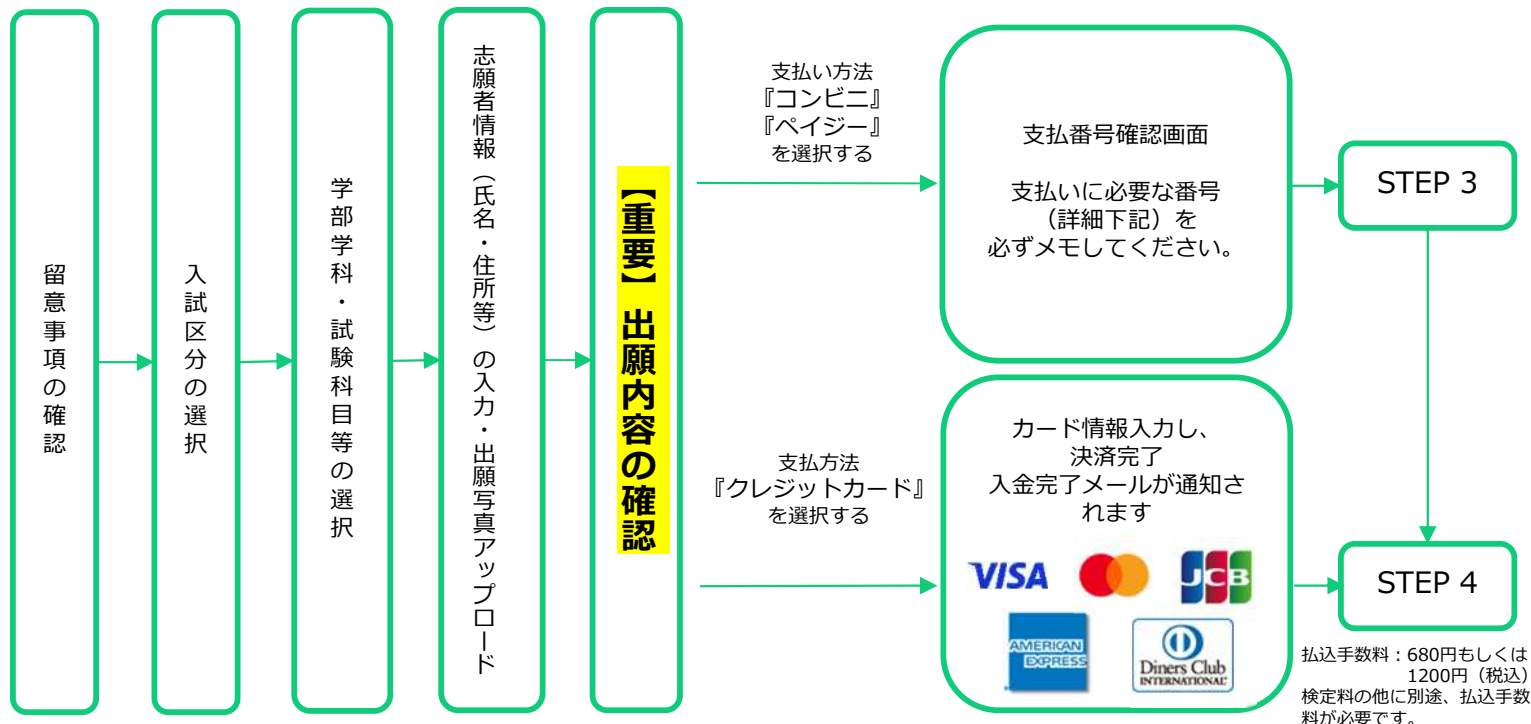 留意事項の確認
入試区分の選択
学部学科・試験科目等の選択
志願者情報（氏名・住所等）の入力・出願写真アップロード
【重要】出願内容の確認
支払い方法
『コンビニ』
『ペイジー』
を選択する
支払番号確認画面
支払いに必要な番号
（詳細下記）を
必ずメモしてください。
STEP 3
支払方法
『クレジットカード』
を選択する
カード情報入力し、
決済完了
入金完了メールが通知さ
れます
VISA
JCB
AMERICAN
EXPRESS
Diners Club
INTERNATIONAL
STEP 4
払込手数料：680円もしくは
1200円（税込）
検定料の他に別途、払込手数
料が必要です。